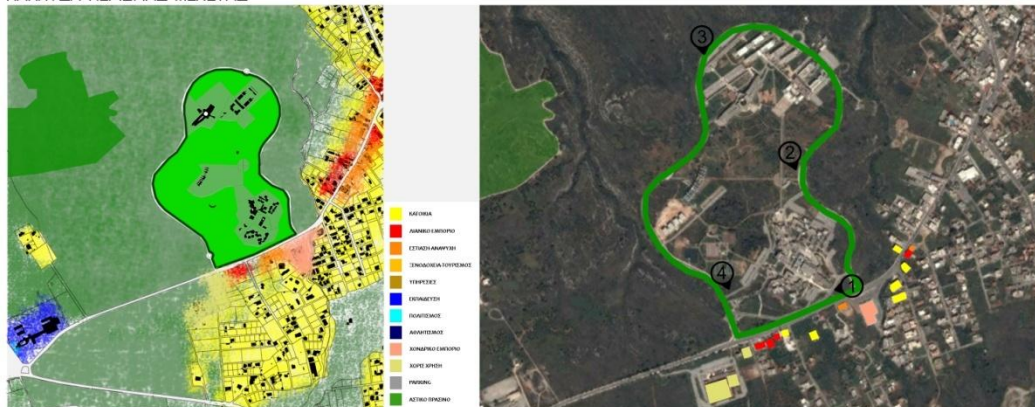 ΚΑΤΟΙΚΙΑ
ΛΙΑΝΙΚΟ ΕΜΠΟΡΙΟ
ΕΣΤΙΑΣΗ ΑΝΑΨΥΧΗ
ΞΕΝΟΔΟΧΕΙΑ-ΤΟΥΡΙΣΜΟΣ
ΥΠΗΡΕΣΙΕΣ
ΕΚΠΑΙΔΕΥΣΗ
ΠΟΛΙΤΙΣΜΟΣ
ΑΘΛΗΤΙΣΜΟΣ
ΧΟΝΔΡΙΚΟ ΕΜΠΟΡΙΟ
ΧΩΡΙΣ ΧΡΗΣΗ
PARKING
ΑΣΤΙΚΟ ΠΡΑΣΙΝΟ
3
2
4
1